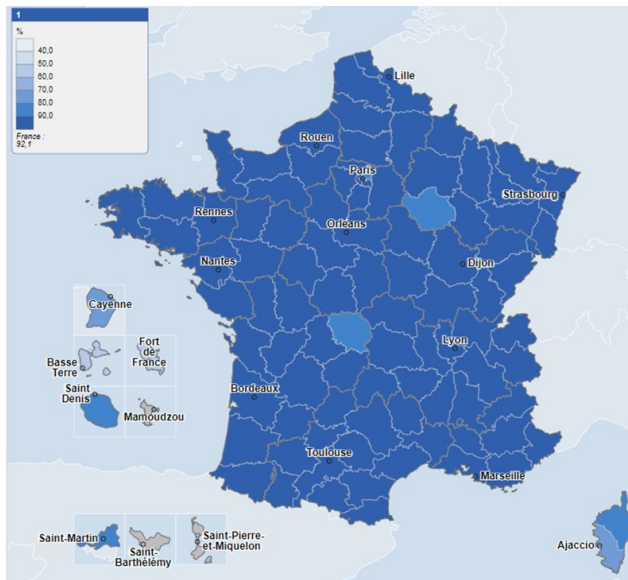 1
%
40,0
50,0
60,0
70,0
80,0
90,0
France :
92,1
Lille
Rouen
Paris
Strasbourg
Rennes
Orléans
Nantes
Dijon
Cayenne
Fort
de
France
Basse
Terre
Lyon
Saint
Denis
Bordeaux
Mamoudzou
Toulouse
Marseille
Saint-Martin
Saint-
Barthélémy
Saint-Pierre-
et-Miquelon
Ajaccio